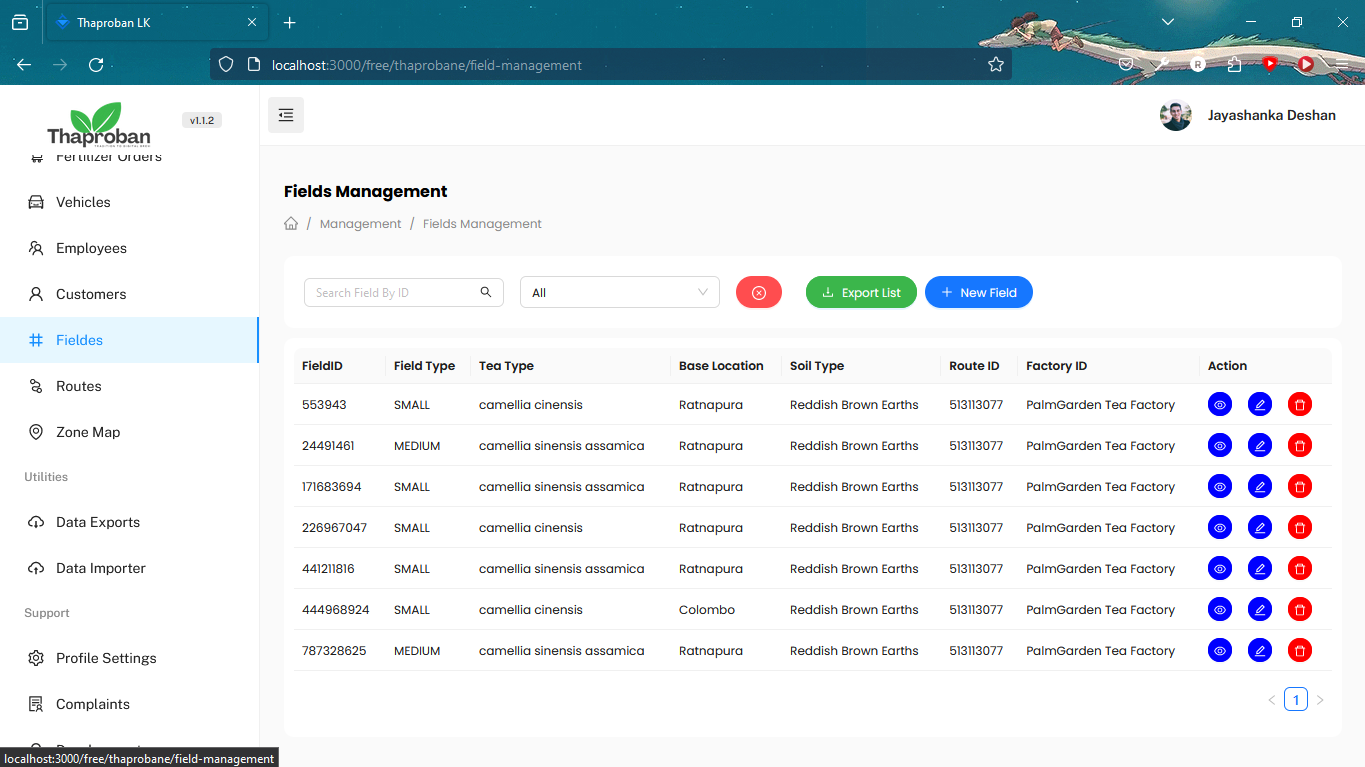 Thaproban LK
localhost:3000/free/thaprobane/field-management
R
Thaproban
v1.1.2
Jayashanka Deshan
Fertilizer Orders
Vehicles
Employees
Customers
Fieldes
Routes
Zone Map
Utilities
Data Exports
Data Importer
Support
Profile Settings
Complaints
localhost:3000/free/thaprobane/field-management
Fields Management
/ Management / Fields Management
Search Field By ID All Export List New Field
FieldID Field Type Tea Type Base Location Soil Type Route ID Factory ID Action
553943 SMALL camellia cinensis Ratnapura Reddish Brown Earths 513113077 PalmGarden Tea Factory
24491461 MEDIUM camellia sinensis assamica Ratnapura Reddish Brown Earths 513113077 PalmGarden Tea Factory
171683694 SMALL camellia sinensis assamica Ratnapura Reddish Brown Earths 513113077 PalmGarden Tea Factory
226967047 SMALL camellia cinensis Ratnapura Reddish Brown Earths 513113077 PalmGarden Tea Factory
441211816 SMALL camellia sinensis assamica Ratnapura Reddish Brown Earths 513113077 PalmGarden Tea Factory
444968924 SMALL camellia cinensis Colombo Reddish Brown Earths 513113077 PalmGarden Tea Factory
787328625 MEDIUM camellia sinensis assamica Ratnapura Reddish Brown Earths 513113077 PalmGarden Tea Factory
1